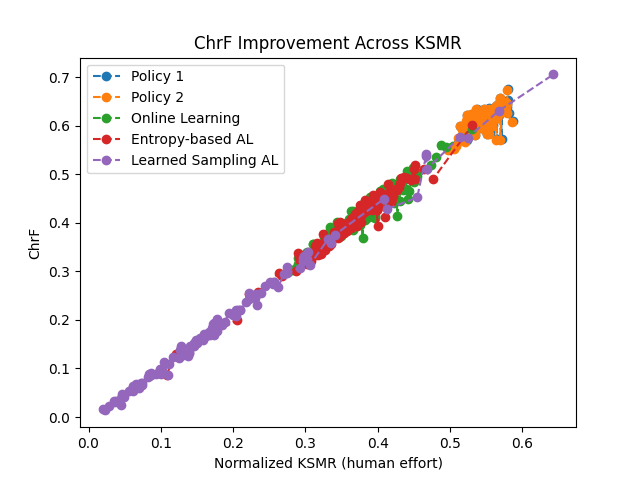 ChrF Improvement Across KSMR
Policy 1
Policy 2
Online Learning
Entropy-based AL
Learned Sampling AL
ChrF
0.7
0.6
0.5
0.4
0.3
0.2
0.1
0.0
0.0 0.1 0.2 0.3 0.4 0.5 0.6
Normalized KSMR (human effort)